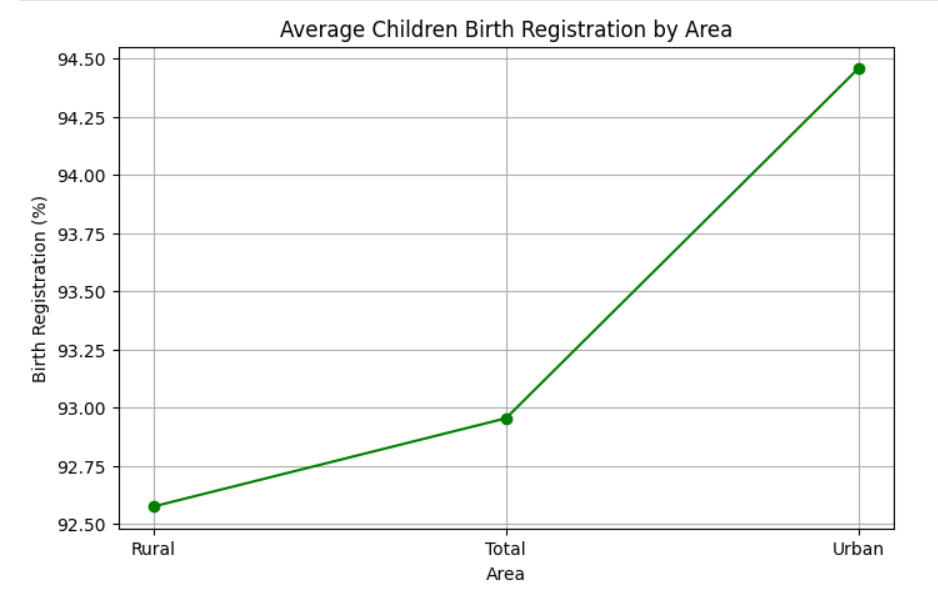 Average Children Birth Registration by Area
94.50
94.25
94.00
93.75
93.50
93.25
93.00
92.75
92.50
Birth Registration (%)
Rural Total Urban
Area